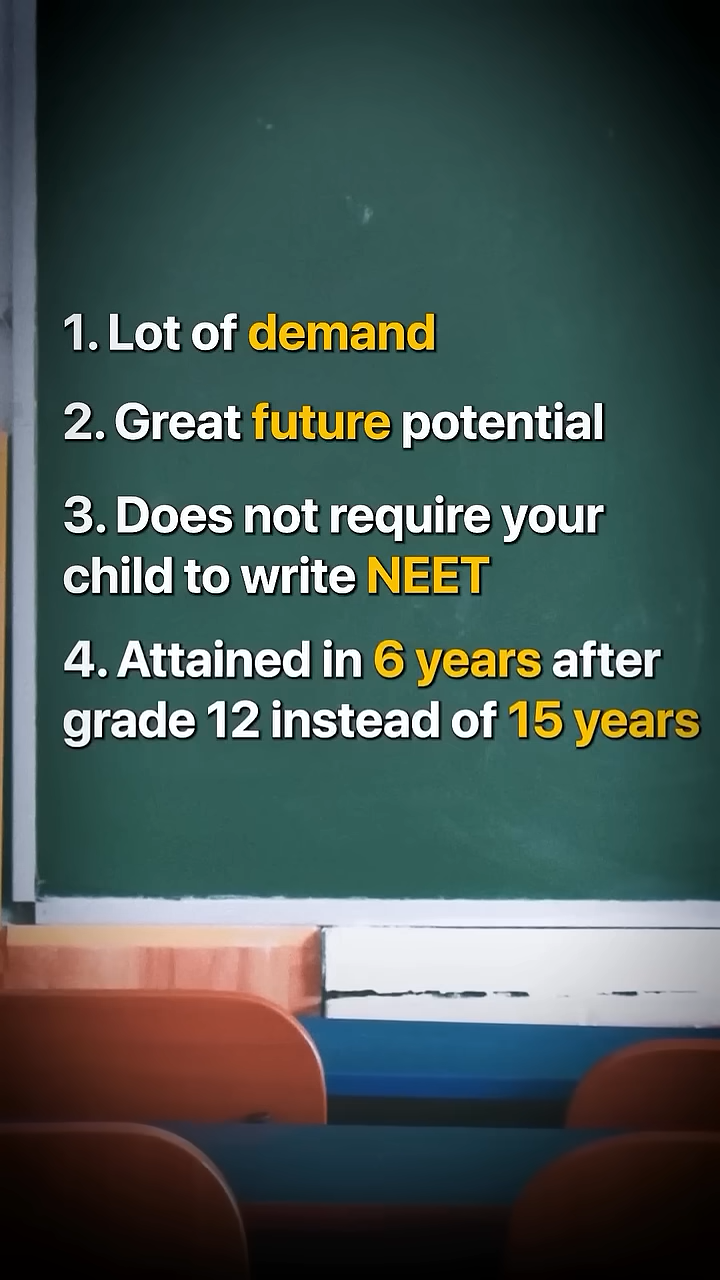 1. Lot of demand
2. Great future potential
3. Does not require your
child to write NEET
4. Attained in 6 years after
grade 12 instead of 15 years